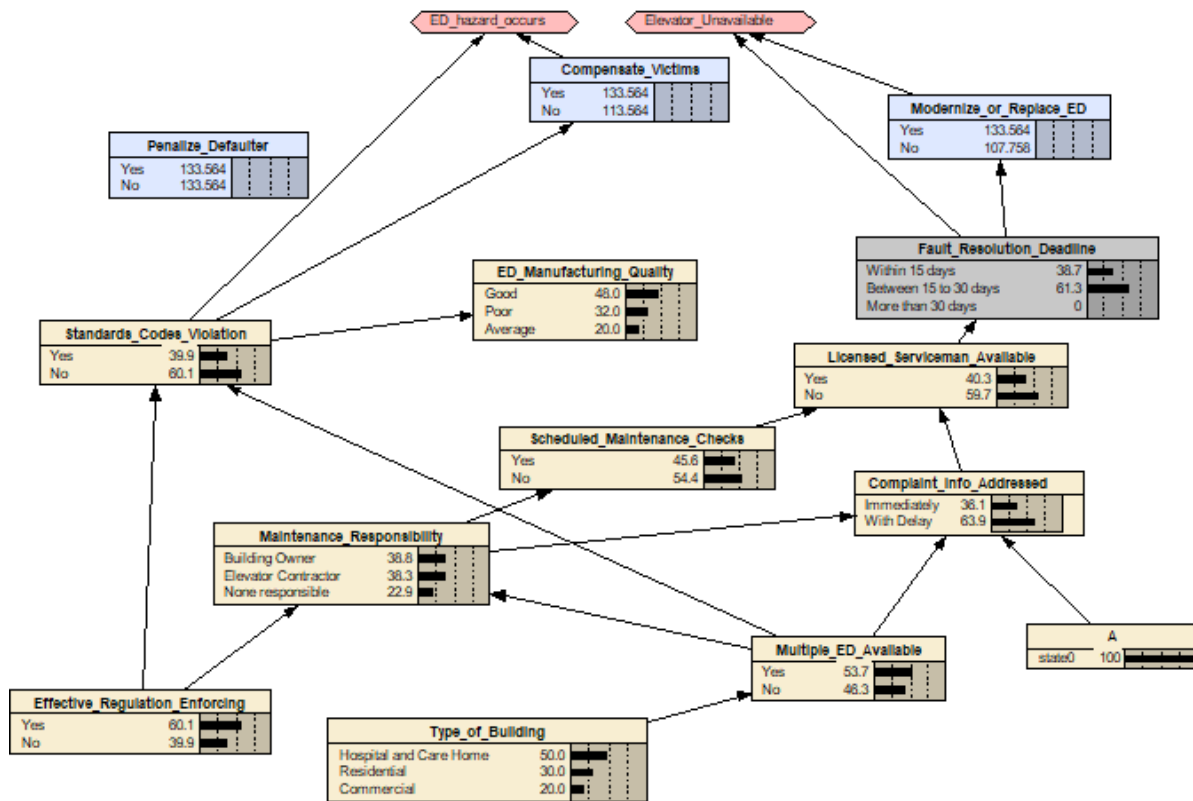 ED_hazard_occurs
Elevator_Unavailable
Compensate_Victims
Yes 133.564
No 113.564
Modernize_or_Replace_ED
Yes 133.564
No 107.758
Penalize_Defaulter
Yes 133.564
No 133.564
Fault_Resolution_Deadline
Within 15 days 38.7
Between 15 to 30 days 61.3
More than 30 days 0
ED_Manufacturing_Quality
Good 48.0
Poor 32.0
Average 20.0
Standards_Codes_Violation
Yes 39.9
No 60.1
Licensed_Serviceman_Available
Yes 40.3
No 59.7
Scheduled_Maintenance_Checks
Yes 45.6
No 54.4
Complaint_Info_Addressed
Immediately 36.1
With Delay 63.9
Maintenance_Responsibility
Building Owner 38.8
Elevator Contractor 38.3
None responsible 22.9
A
state0 100
Multiple_ED_Available
Yes 53.7
No 46.3
Effective_Regulation_Enforcing
Yes 60.1
No 39.9
Type_of_Building
Hospital and Care Home 50.0
Residential 30.0
Commercial 20.0